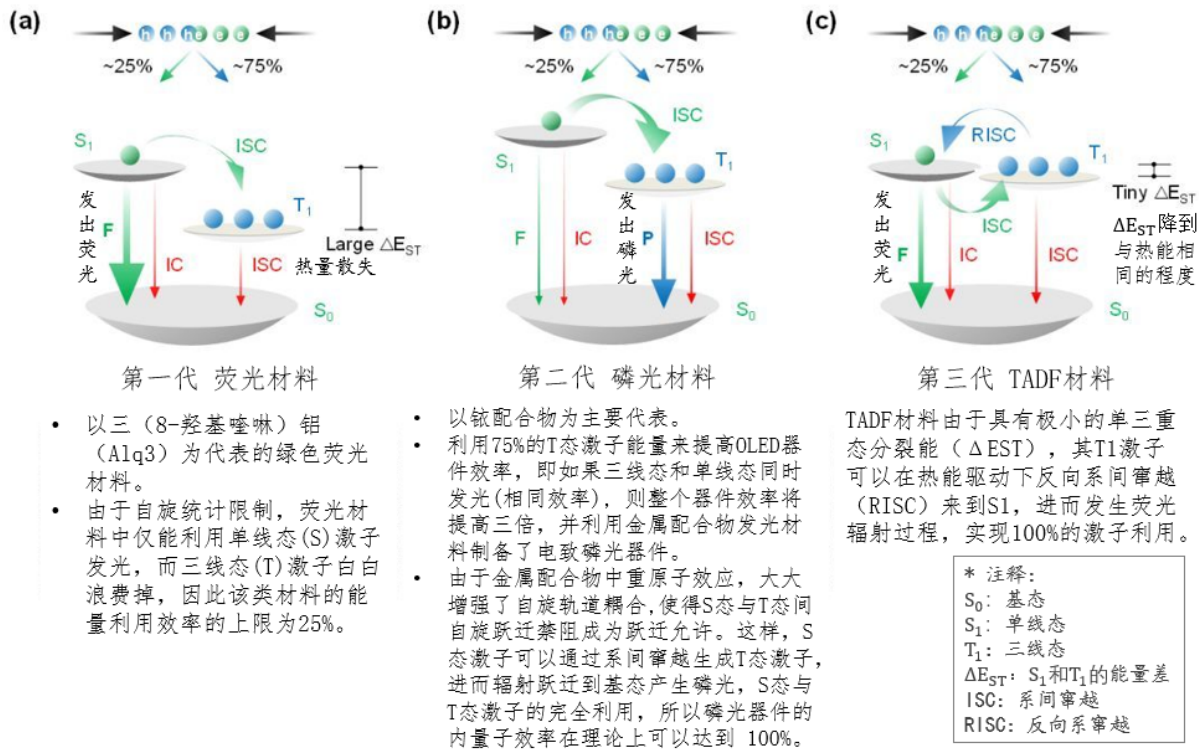 (a)
h h h e e e
~25%
~75%
S1
ISC
T1
发出荧光
F
IC
ISC
Large △EST
热量散失
S0
第一代 荧光材料
• 以三（8-羟基喹啉）铝
（Alq3）为代表的绿色荧光
材料。
• 由于自旋统计限制，荧光材
料中仅能利用单线态(S)激子
发光，而三线态(T)激子白白
浪费掉，因此该类材料的能
量利用效率的上限为25%。
(b)
h h h e e e
~25%
~75%
S1
ISC
T1
F
IC
发出磷光
P
ISC
S0
第二代 磷光材料
• 以铱配合物为主要代表。
• 利用75%的T态激子能量来提高OLED器
件效率，即如果三线态和单线态同时
发光(相同效率)，则整个器件效率将
提高三倍，并利用金属配合物发光材
料制备了电致磷光器件。
• 由于金属配合物中重原子效应，大大
增强了自旋轨道耦合,使得S态与T态间
自旋跃迁禁阻成为跃迁允许。这样，S
态激子可以通过系间窜越生成T态激子，
进而辐射跃迁到基态产生磷光，S态与
T态激子的完全利用，所以磷光器件的
内量子效率在理论上可以达到 100%。
(c)
h h h e e e
~25%
~75%
S1
RISC
T1
发出荧光
F
IC
ISC
ISC
Tiny △EST
ΔEST降到
与热能相
同的程度
S0
第三代 TADF材料
TADF材料由于具有极小的单三重
态分裂能（ΔEST），其T1激子
可以在热能驱动下反向系间窜越
（RISC）来到S1，进而发生荧光
辐射过程，实现100%的激子利用。
* 注释：
S0：基态
S1：单线态
T1：三线态
ΔEST：S1和T1的能量差
ISC：系间窜越
RISC：反向系窜越